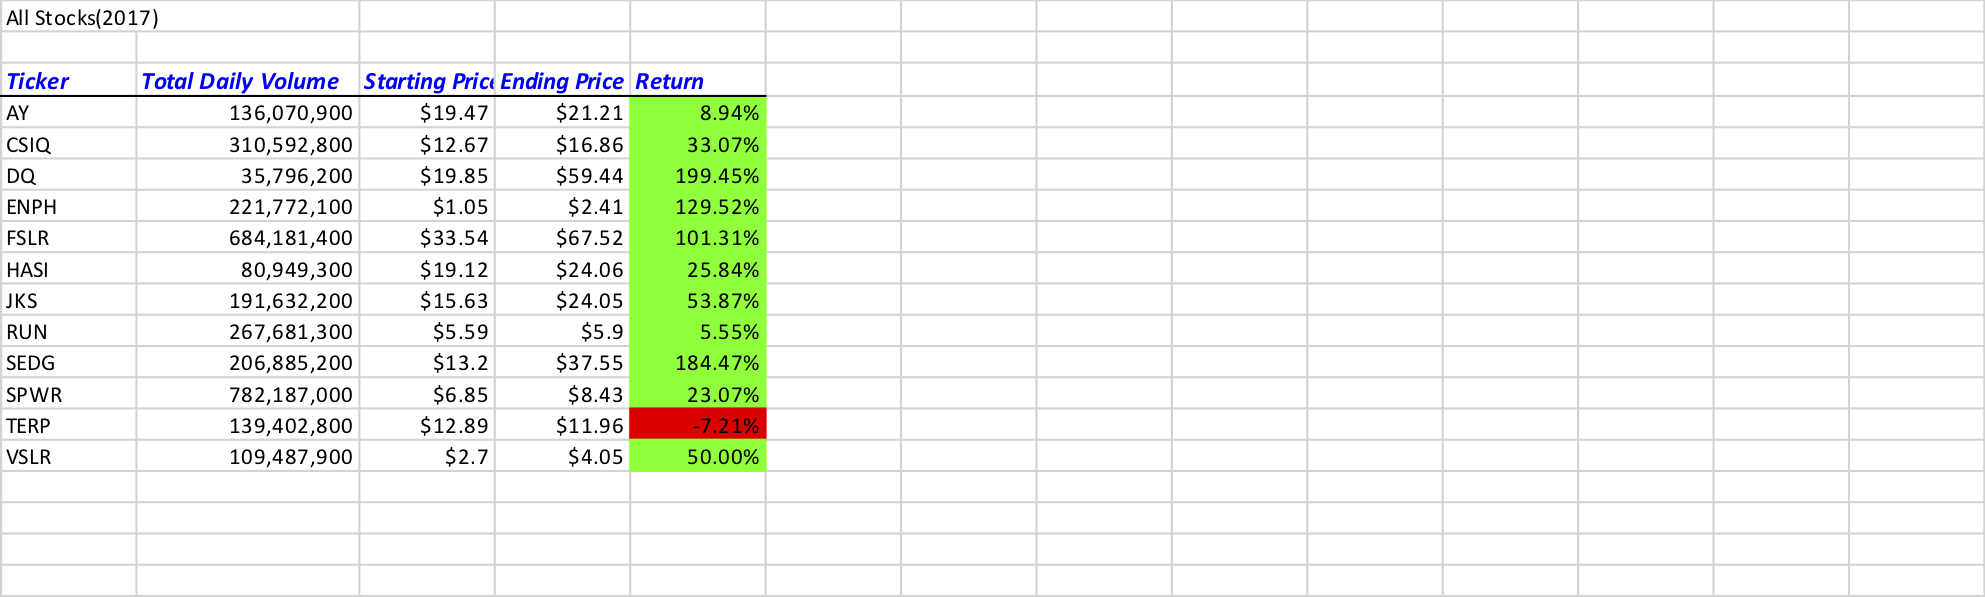 All Stocks(2017)
Ticker Total Daily Volume Starting Pric Ending Price Return
AY 136,070,900 $19.47 $21.21 8.94%
CSIQ 310,592,800 $12.67 $16.86 33.07%
DQ 35,796,200 $19.85 $59.44 199.45%
ENPH 221,772,100 $1.05 $2.41 129.52%
FSLR 684,181,400 $33.54 $67.52 101.31%
HASI 80,949,300 $19.12 $24.06 25.84%
JKS 191,632,200 $15.63 $24.05 53.87%
RUN 267,681,300 $5.59 $5.9 5.55%
SEDG 206,885,200 $13.2 $37.55 184.47%
SPWR 782,187,000 $6.85 $8.43 23.07%
TERP 139,402,800 $12.89 $11.96 -7.21%
VSLR 109,487,900 $2.7 $4.05 50.00%